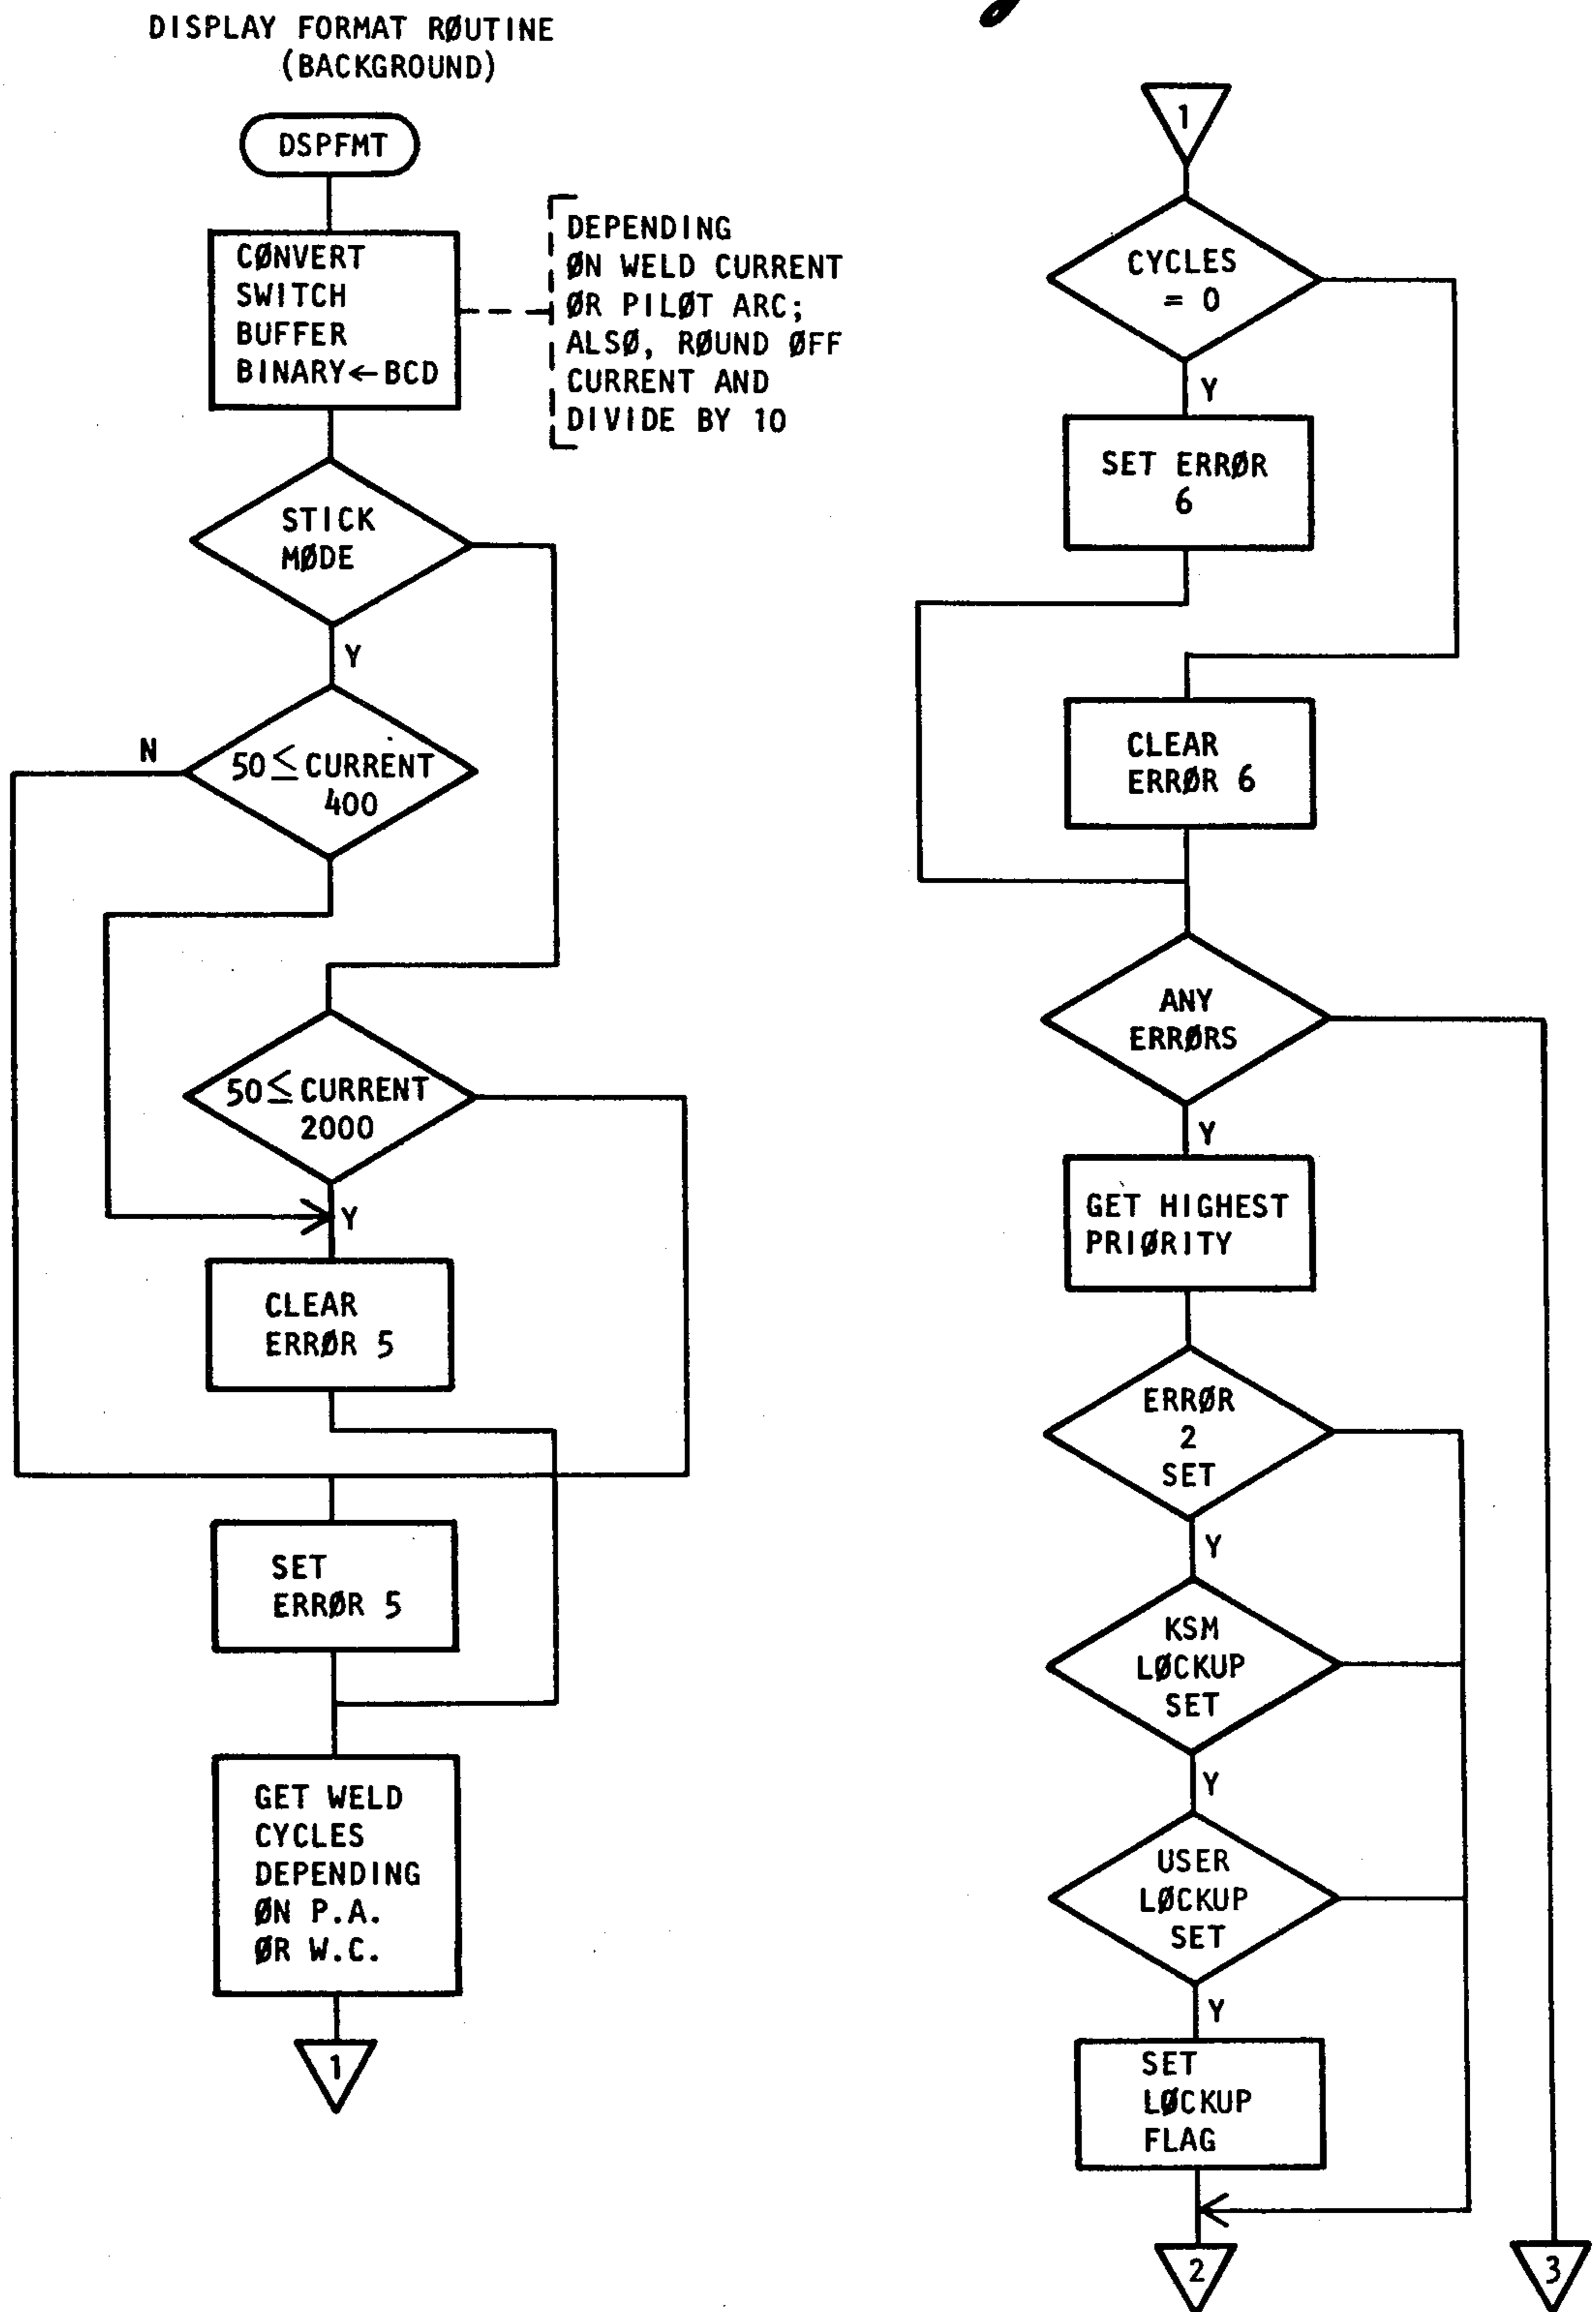 DISPLAY FORMAT RØUTINE
(BACKGROUND)
DSPFMT
CØNVERT
SWITCH
BUFFER
BINARY←BCD
DEPENDING
ØN WELD CURRENT
ØR PILØT ARC;
ALSØ, RØUND ØFF
CURRENT AND
DIVIDE BY 10
STICK
MØDE
Y
N
50≤CURRENT
400
50≤CURRENT
2000
Y
CLEAR
ERRØR 5
SET
ERRØR 5
GET WELD
CYCLES
DEPENDING
ØN P.A.
ØR W.C.
1
1
CYCLES
= 0
Y
SET ERRØR
6
CLEAR
ERRØR 6
ANY
ERRØRS
Y
GET HIGHEST
PRIØRITY
ERRØR
2
SET
Y
KSM
LØCKUP
SET
Y
USER
LØCKUP
SET
Y
SET
LØCKUP
FLAG
2
3